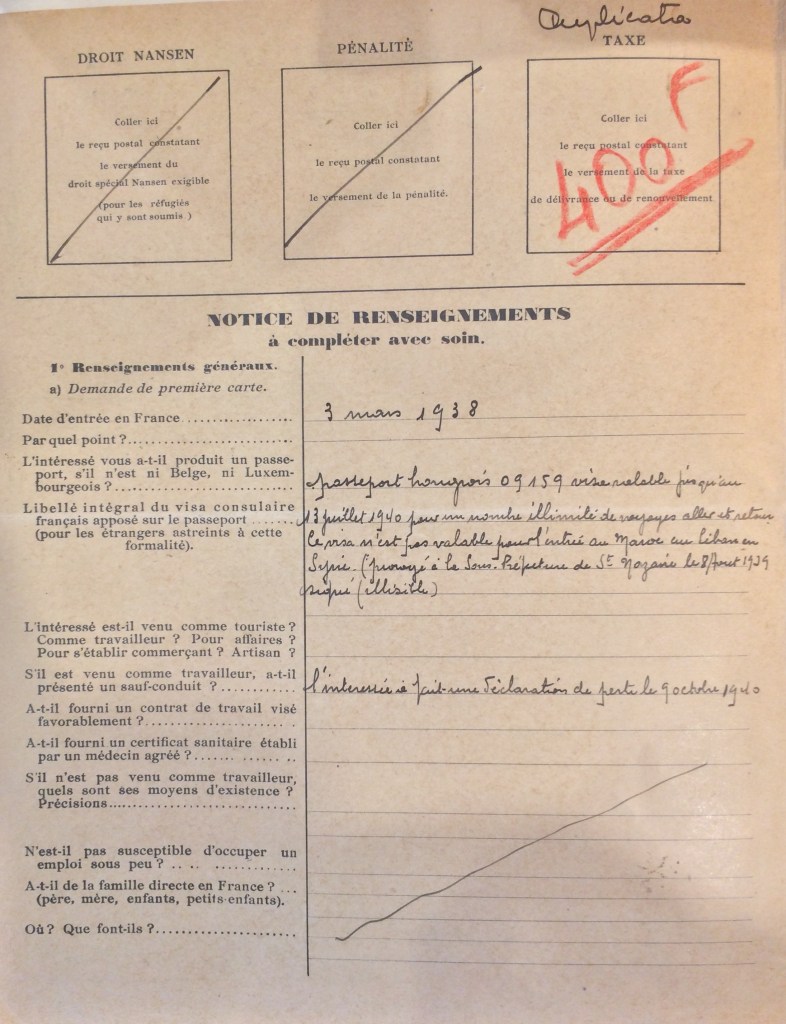 Duplicata
DROIT NANSEN
PÉNALITÉ
TAXE
Coller ici
le reçu postal constatant
le versement du
droit spécial Nansen exigible
(pour les réfugiés
qui y sont soumis )
Coller ici
le reçu postal constatant
le versement de la pénalité.
Coller ici
le reçu postal constatant
le versement de la taxe
de délivrance ou de renouvellement
400 F
NOTICE DE RENSEIGNEMENTS
à compléter avec soin.
1° Renseignements généraux.
a) Demande de première carte.
Date d'entrée en France
3 mars 1938
Par quel point ?
L'intéressé vous a-t-il produit un passe-
port, s'il n'est ni Belge, ni Luxem-
bourgeois ?
passeport hongrois 09159 visa valable jusqu'au
Libellé intégral du visa consulaire
français apposé sur le passeport
(pour les étrangers astreints à cette
formalité).
13 juillet 1940 pour un nombre illimité de voyages aller et retour
Ce visa n'est pas valable pour l'entrée au Maroc au Liban en
Syrie. (prorogé à la Sous-Préfecture de St Nazaire le 8 Aout 1939
signé (illisible)
L'intéressé est-il venu comme touriste ?
Comme travailleur ? Pour affaires ?
Pour s'établir commerçant ? Artisan ?
S'il est venu comme travailleur, a-t-il
présenté un sauf-conduit ?
l'interessée à fait une déclaration de perte le 9 octobre 1940
A-t-il fourni un contrat de travail visé
favorablement ?
A-t-il fourni un certificat sanitaire établi
par un médecin agréé ?
S'il n'est pas venu comme travailleur,
quels sont ses moyens d'existence ?
Précisions
N'est-il pas susceptible d'occuper un
emploi sous peu ?
A-t-il de la famille directe en France ?
(père, mère, enfants, petits-enfants).
Où ? Que font-ils ?